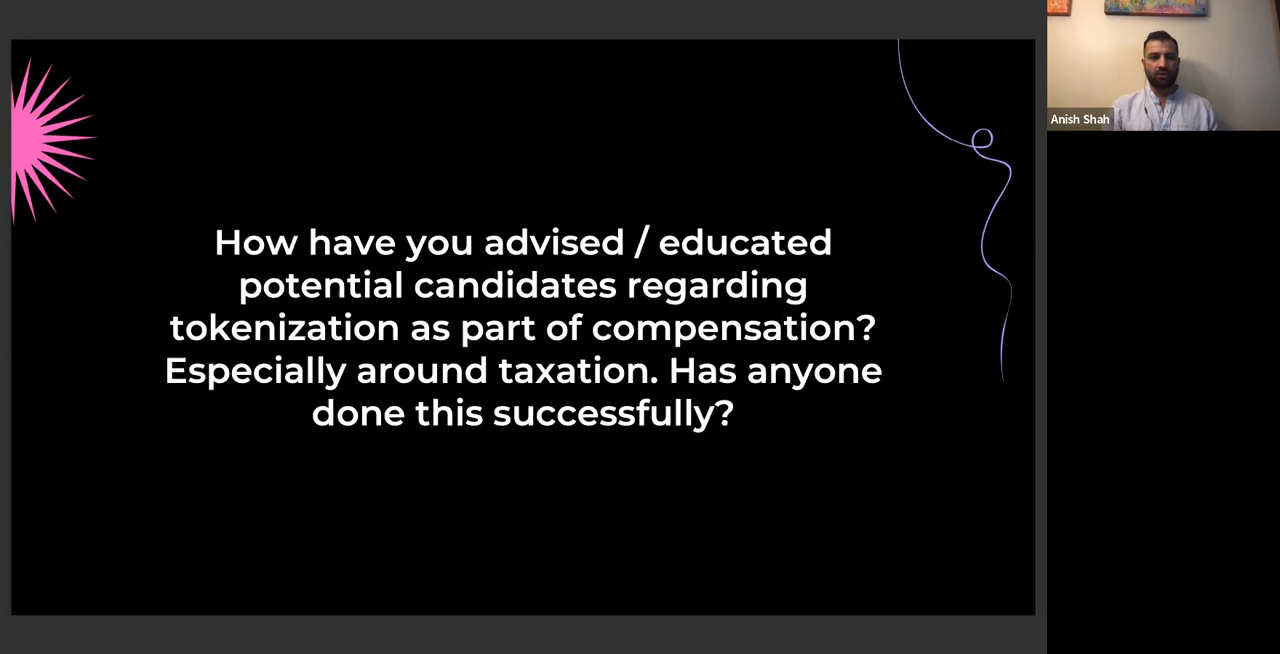 How have you advised / educated
potential candidates regarding
tokenization as part of compensation?
Especially around taxation. Has anyone
done this successfully?
Anish Shah